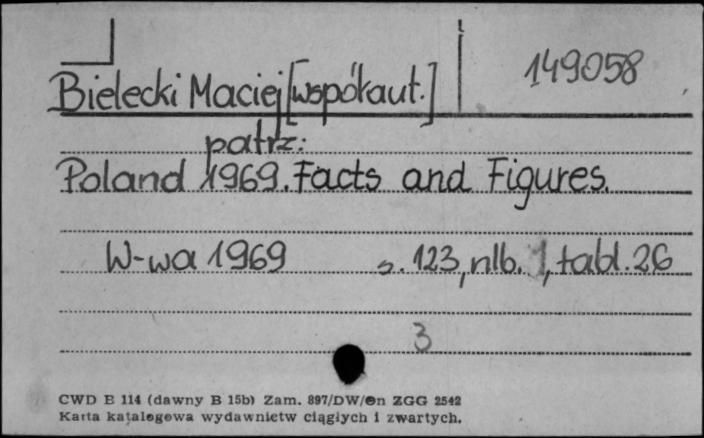 149058
Bielecki Maciej [współaut.]
patrz:
Poland 1969. Facts and Figures.
W-wa 1969 s. 123, nlb. 1, tabl. 26
3
CWD B 114 (dawny B 15b) Zam. 897/DW/en ZGG 2542
Karta katalogowa wydawnictw ciągłych i zwartych.